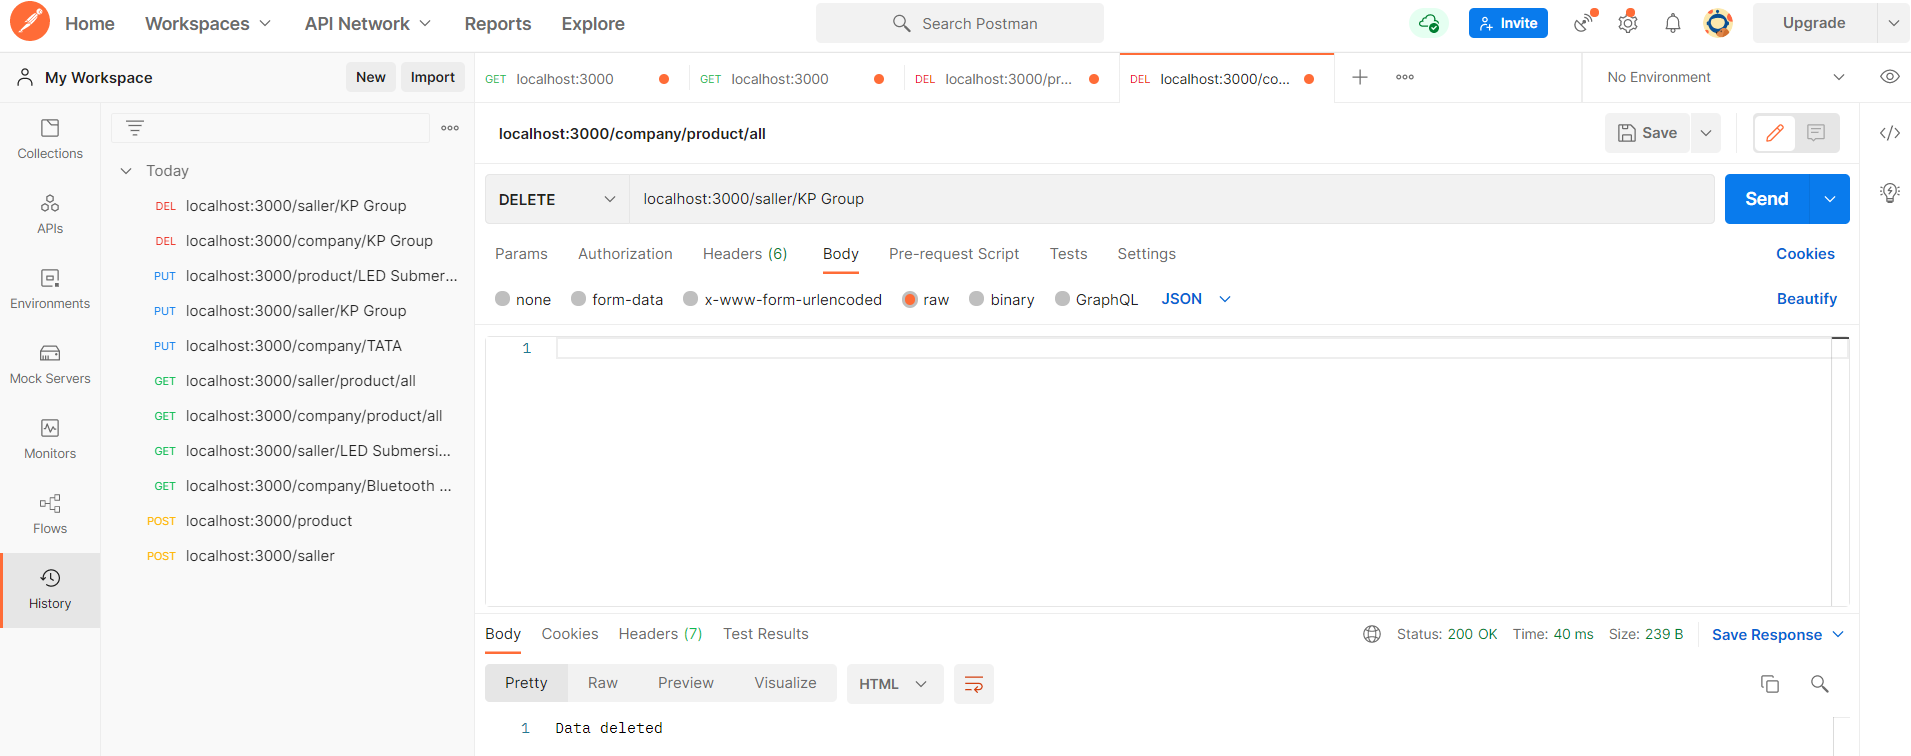 Home Workspaces API Network Reports Explore Search Postman Invite Upgrade
My Workspace New Import GET localhost:3000 GET localhost:3000 DEL localhost:3000/pr... DEL localhost:3000/co... No Environment
Collections
APIs
Environments
Mock Servers
Monitors
Flows
History
Today
DEL localhost:3000/saller/KP Group
DEL localhost:3000/company/KP Group
PUT localhost:3000/product/LED Submer...
PUT localhost:3000/saller/KP Group
PUT localhost:3000/company/TATA
GET localhost:3000/saller/product/all
GET localhost:3000/company/product/all
GET localhost:3000/saller/LED Submersi...
GET localhost:3000/company/Bluetooth ...
POST localhost:3000/product
POST localhost:3000/saller
localhost:3000/company/product/all Save
DELETE localhost:3000/saller/KP Group Send
Params Authorization Headers (6) Body Pre-request Script Tests Settings Cookies
none form-data x-www-form-urlencoded raw binary GraphQL JSON Beautify
1
Body Cookies Headers (7) Test Results Status: 200 OK Time: 40 ms Size: 239 B Save Response
Pretty Raw Preview Visualize HTML
1 Data deleted